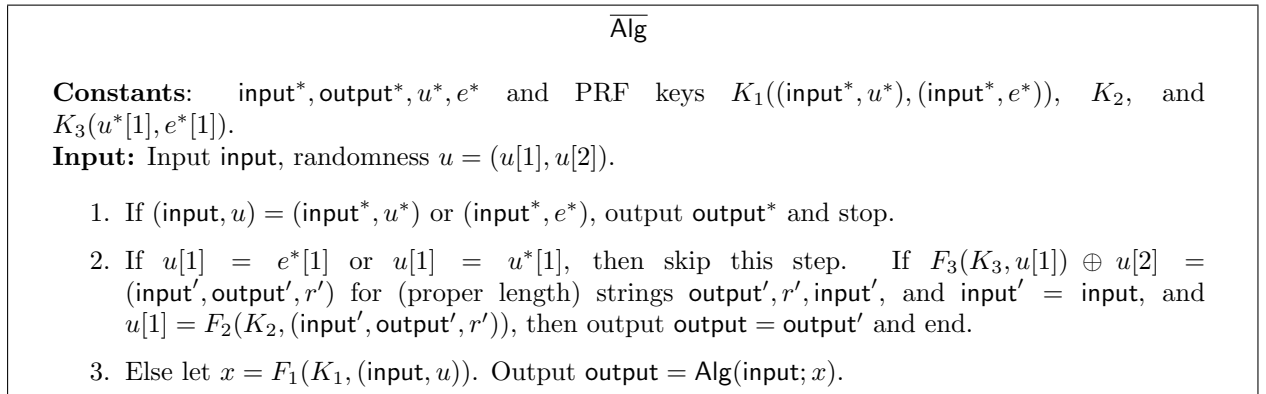 Alg
Constants: input*, output*, u*, e* and PRF keys K₁((input*, u*), (input*, e*)), K₂, and
K₃(u*[1], e*[1]).
Input: Input input, randomness u = (u[1], u[2]).
1. If (input, u) = (input*, u*) or (input*, e*), output output* and stop.
2. If u[1] = e*[1] or u[1] = u*[1], then skip this step. If F₃(K₃, u[1]) ⊕ u[2] =
(input′, output′, r′) for (proper length) strings output′, r′, input′, and input′ = input, and
u[1] = F₂(K₂, (input′, output′, r′)), then output output = output′ and end.
3. Else let x = F₁(K₁, (input, u)). Output output = Alg(input; x).